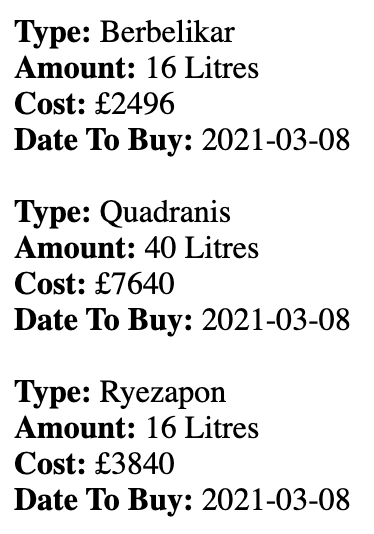 Type: Berbelikar
Amount: 16 Litres
Cost: £2496
Date To Buy: 2021-03-08
Type: Quadranis
Amount: 40 Litres
Cost: £7640
Date To Buy: 2021-03-08
Type: Ryezapon
Amount: 16 Litres
Cost: £3840
Date To Buy: 2021-03-08